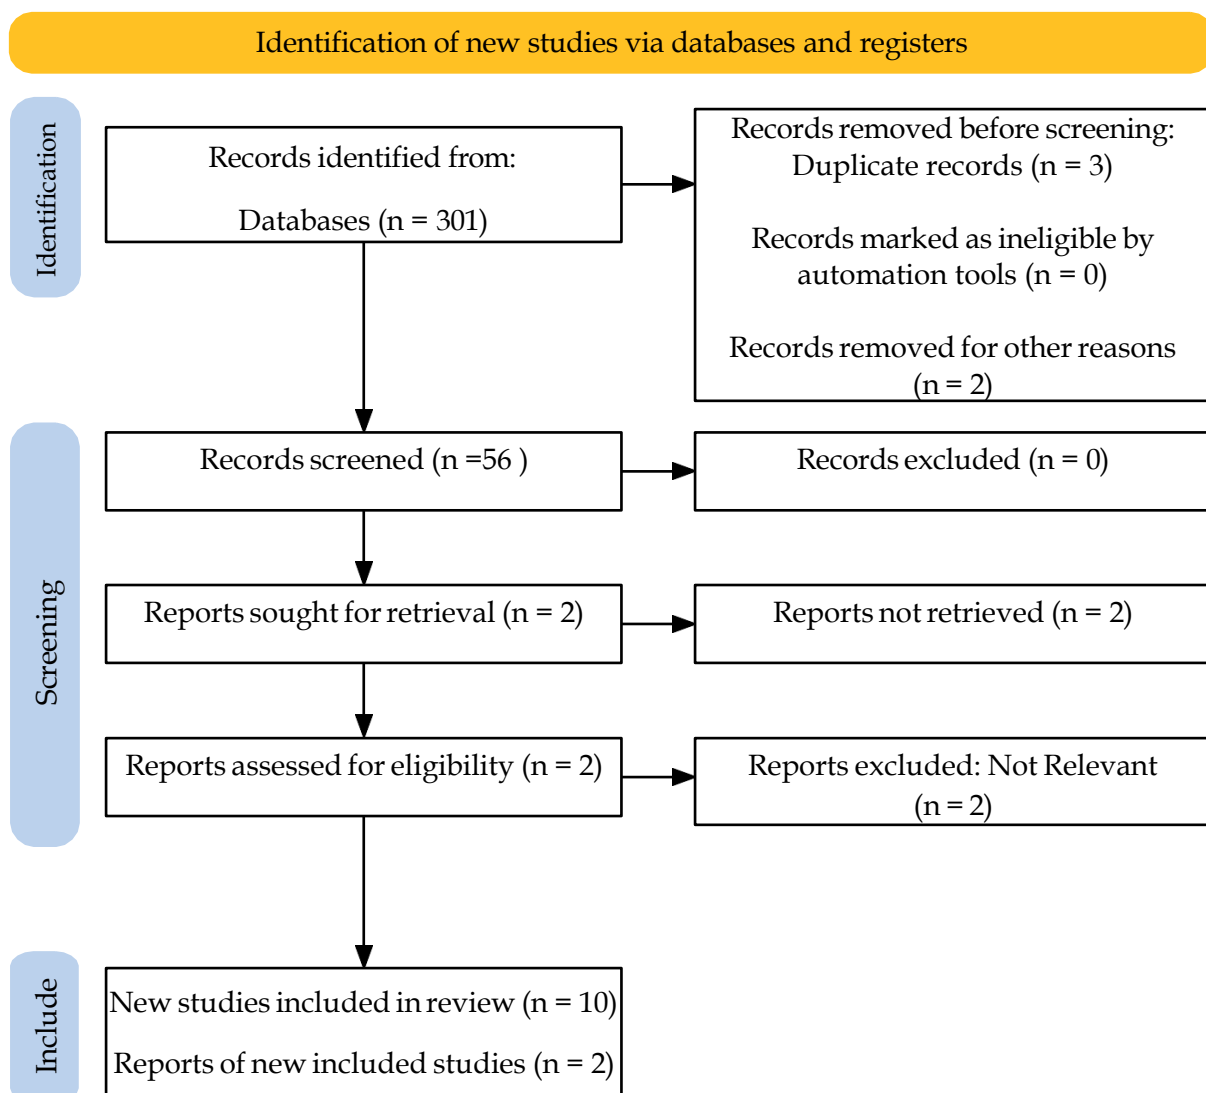 Identification of new studies via databases and registers
Identification
Records identified from:
Databases (n = 301)
Records removed before screening:
Duplicate records (n = 3)
Records marked as ineligible by
automation tools (n = 0)
Records removed for other reasons
(n = 2)
Screening
Records screened (n =56 )
Records excluded (n = 0)
Reports sought for retrieval (n = 2)
Reports not retrieved (n = 2)
Reports assessed for eligibility (n = 2)
Reports excluded: Not Relevant
(n = 2)
Include
New studies included in review (n = 10)
Reports of new included studies (n = 2)